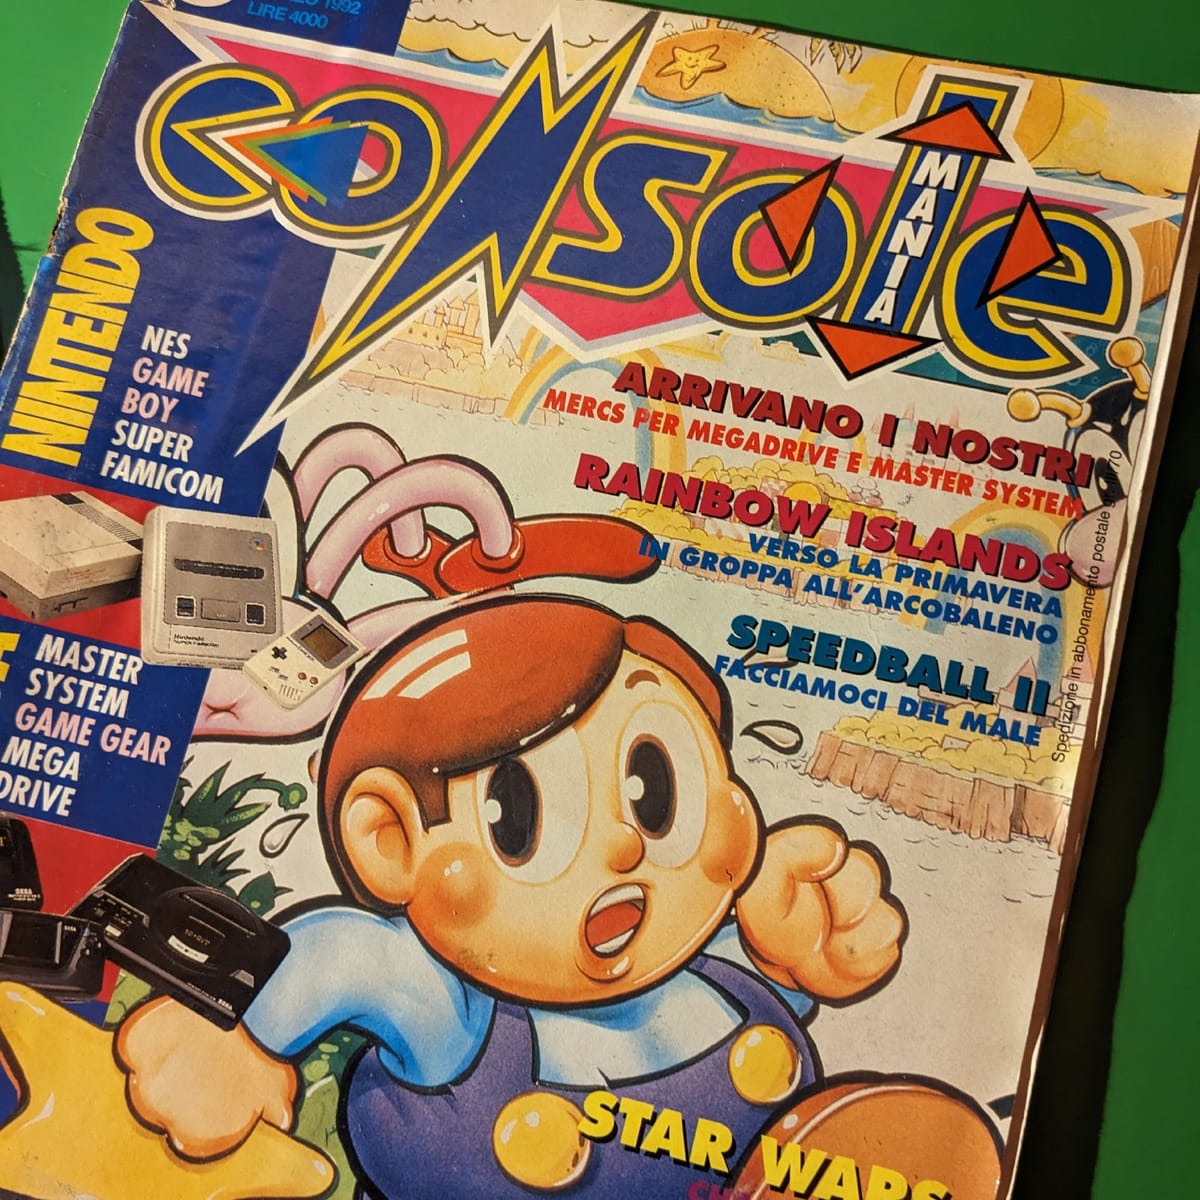 1992
LIRE 4000
CONSOLE
MANIA
NINTENDO
NES
GAME
BOY
SUPER
FAMICOM
ARRIVANO I NOSTRI
MERCS PER MEGADRIVE E MASTER SYSTEM
RAINBOW ISLANDS
VERSO LA PRIMAVERA
IN GROPPA ALL'ARCOBALENO
SPEEDBALL II
FACCIAMOCI DEL MALE
Spedizione in abbonamento postale
MASTER
SYSTEM
GAME GEAR
MEGA
DRIVE
STAR WARS